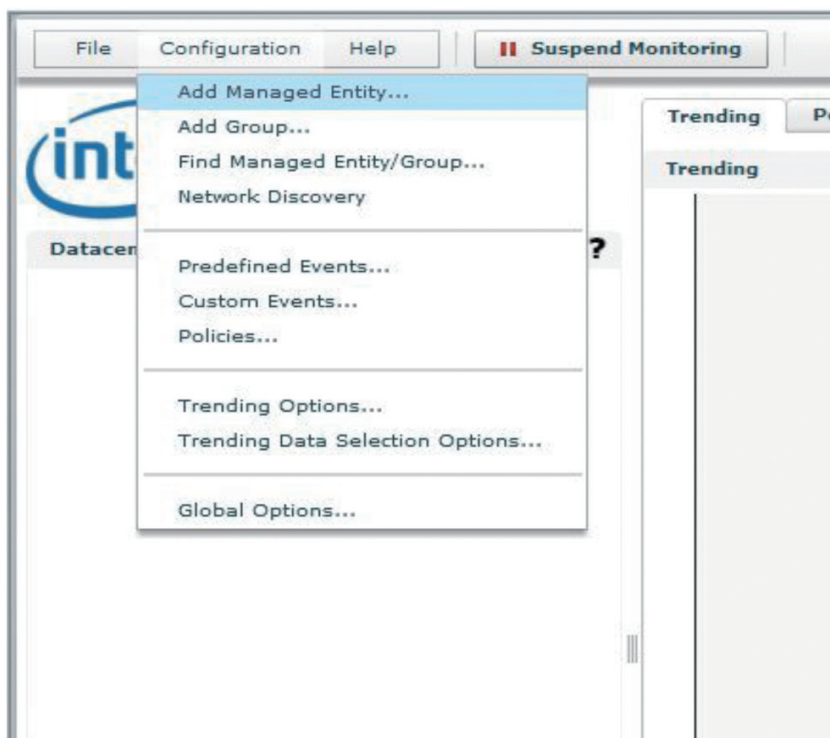 File Configuration Help Suspend Monitoring
Add Managed Entity...
Add Group...
Find Managed Entity/Group...
Network Discovery
Predefined Events...
Custom Events...
Policies...
Trending Options...
Trending Data Selection Options...
Global Options...
?
Trending
Trending